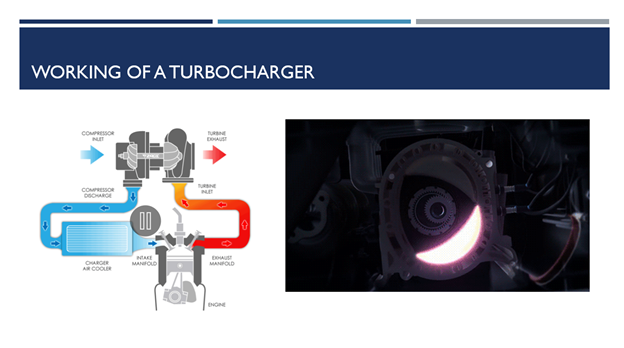 WORKING OF A TURBOCHARGER
COMPRESSOR
INLET
TURBINE
EXHAUST
COMPRESSOR
DISCHARGE
TURBINE
INLET
CHARGER
AIR COOLER
INTAKE
MANIFOLD
EXHAUST
MANIFOLD
ENGINE